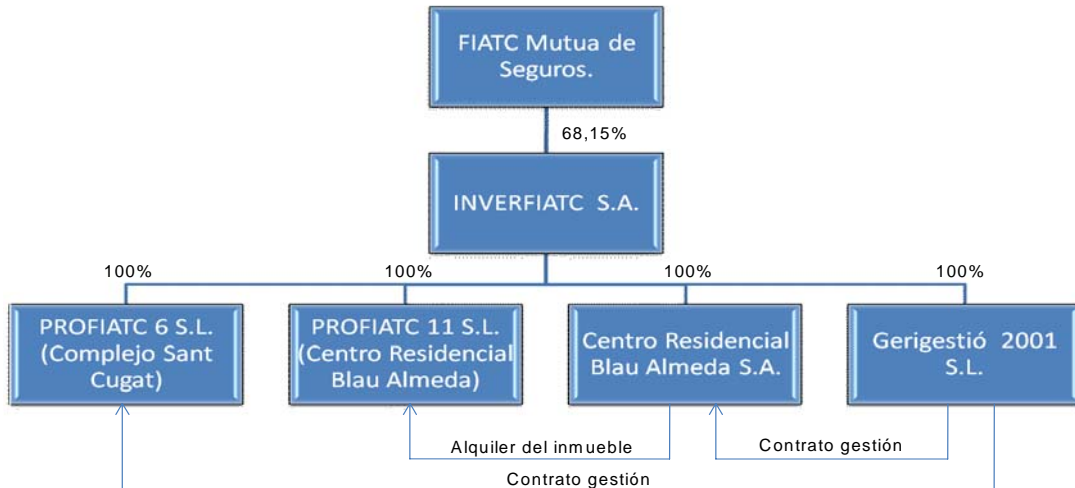 FIATC Mutua de
Seguros.
68,15%
INVERFIATC S.A.
100%
100%
100%
100%
PROFIATC 6 S.L.
(Complejo Sant
Cugat)
PROFIATC 11 S.L.
(Centro Residencial
Blau Almeda)
Centro Residencial
Blau Almeda S.A.
Gerigestió 2001
S.L.
Alquiler del inmueble
Contrato gestión
Contrato gestión